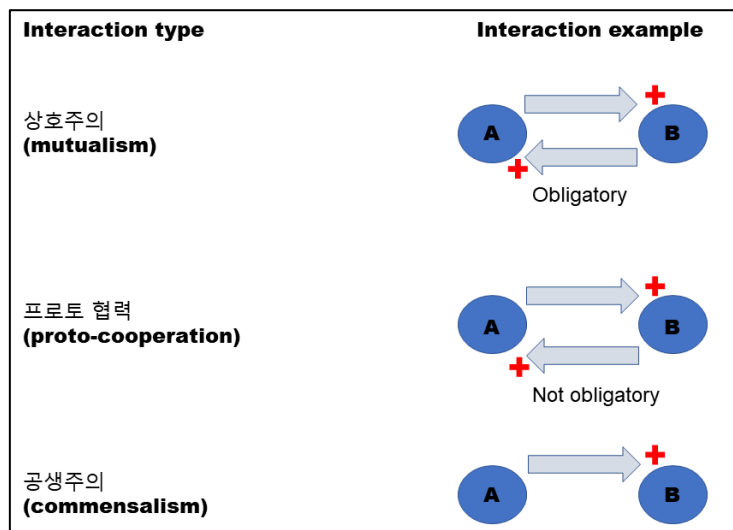 Interaction type
Interaction example
상호주의
(mutualism)
A
B
Obligatory
프로토 협력
(proto-cooperation)
A
B
Not obligatory
공생주의
(commensalism)
A
B